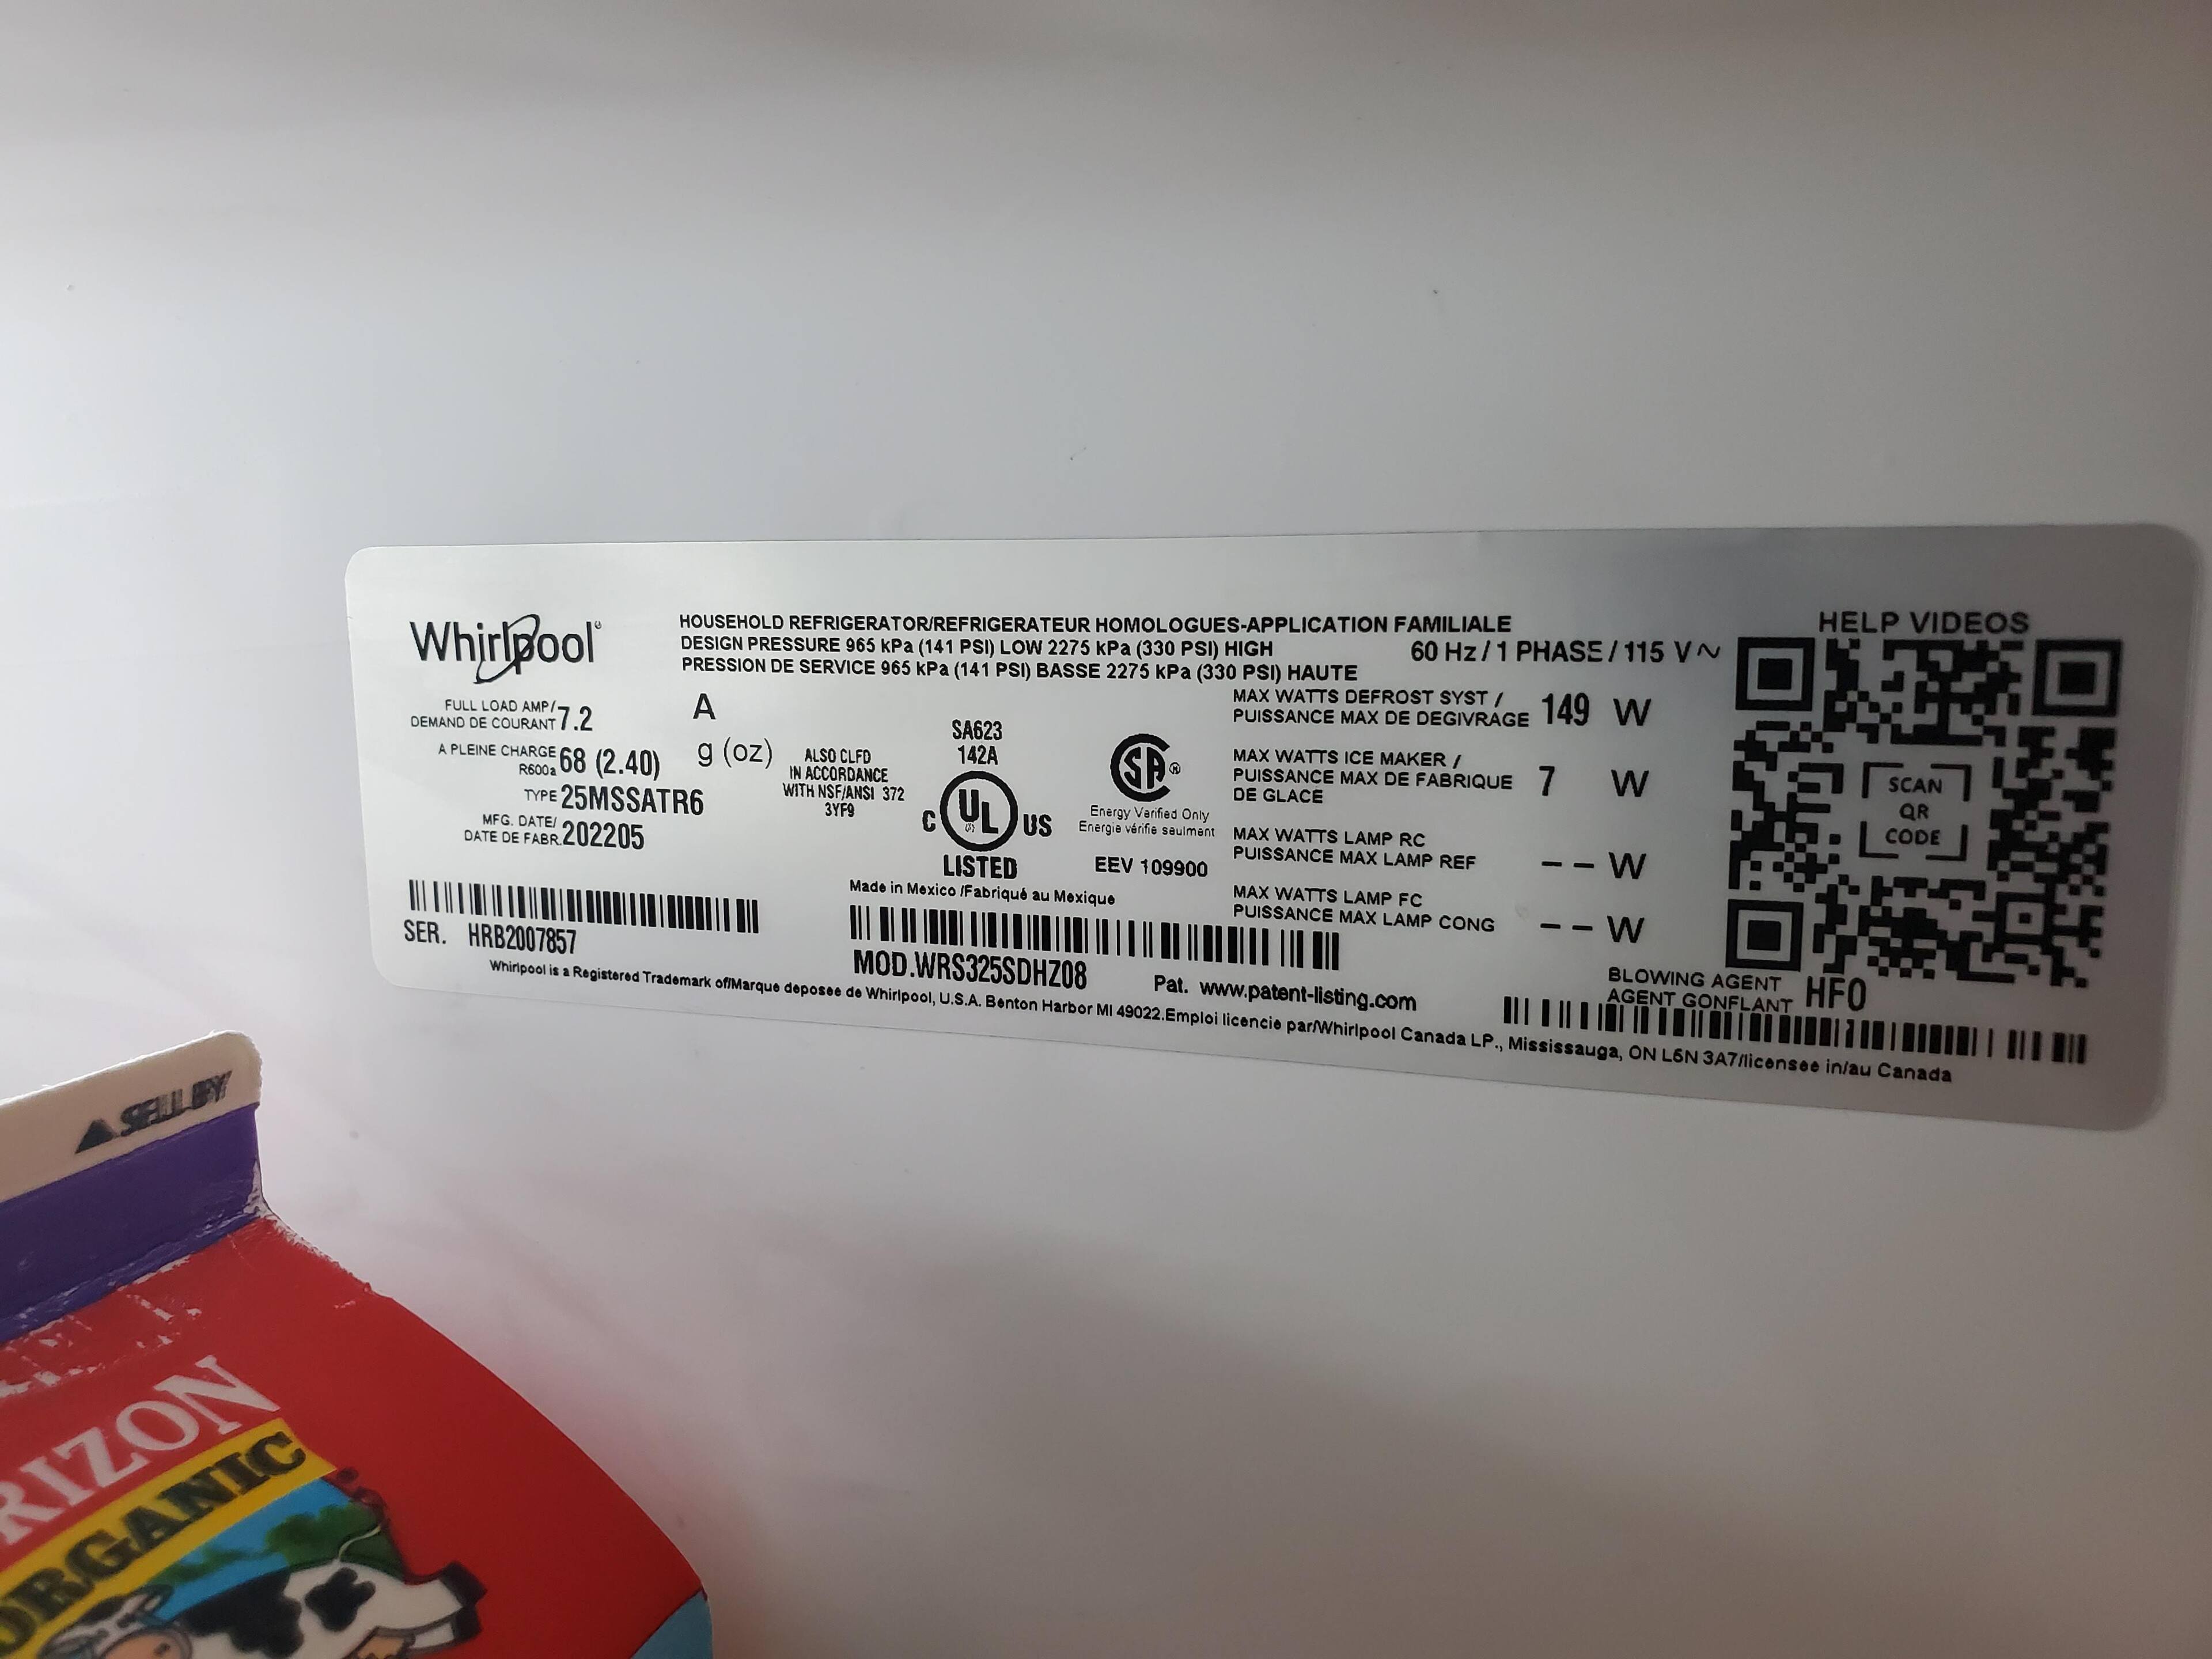 Whirlpool®
HOUSEHOLD REFRIGERATOR/REFRIGERATEUR HOMOLOGUES-APPLICATION FAMILIALE
DESIGN PRESSURE 965 kPa (141 PSI) LOW 2275 kPa (330 PSI) HIGH
60 Hz / 1 PHASE / 115 V ~
PRESSION DE SERVICE 965 kPa (141 PSI) BASSE 2275 kPa (330 PSI) HAUTE
FULL LOAD AMP/
DEMAND DE COURANT 7.2 A
A PLEINE CHARGE
R600a 68 (2.40) g (oz)
TYPE 25MSSATR6
MFG. DATE/
DATE DE FABR. 202205
ALSO CLFD
IN ACCORDANCE
WITH NSF/ANSI 372
3YF9
SA623
142A
C UL US
LISTED
SA®
Energy Verified Only
Energie vérifie seulment
EEV 109900
MAX WATTS DEFROST SYST /
PUISSANCE MAX DE DEGIVRAGE 149 W
MAX WATTS ICE MAKER /
PUISSANCE MAX DE FABRIQUE
DE GLACE 7 W
MAX WATTS LAMP RC
PUISSANCE MAX LAMP REF -- W
MAX WATTS LAMP FC
PUISSANCE MAX LAMP CONG -- W
HELP VIDEOS
SCAN
QR
CODE
BLOWING AGENT
AGENT GONFLANT HFO
SER. HRB2007857
Made in Mexico /Fabriqué au Mexique
MOD.WRS325SDHZ08
Pat. www.patent-listing.com
Whirlpool is a Registered Trademark of/Marque deposee de Whirlpool, U.S.A. Benton Harbor MI 49022.Emploi licencie par/Whirlpool Canada LP., Mississauga, ON L5N 3A7/licensee in/au Canada
▲SELL BY
RIZON
ORGANIC